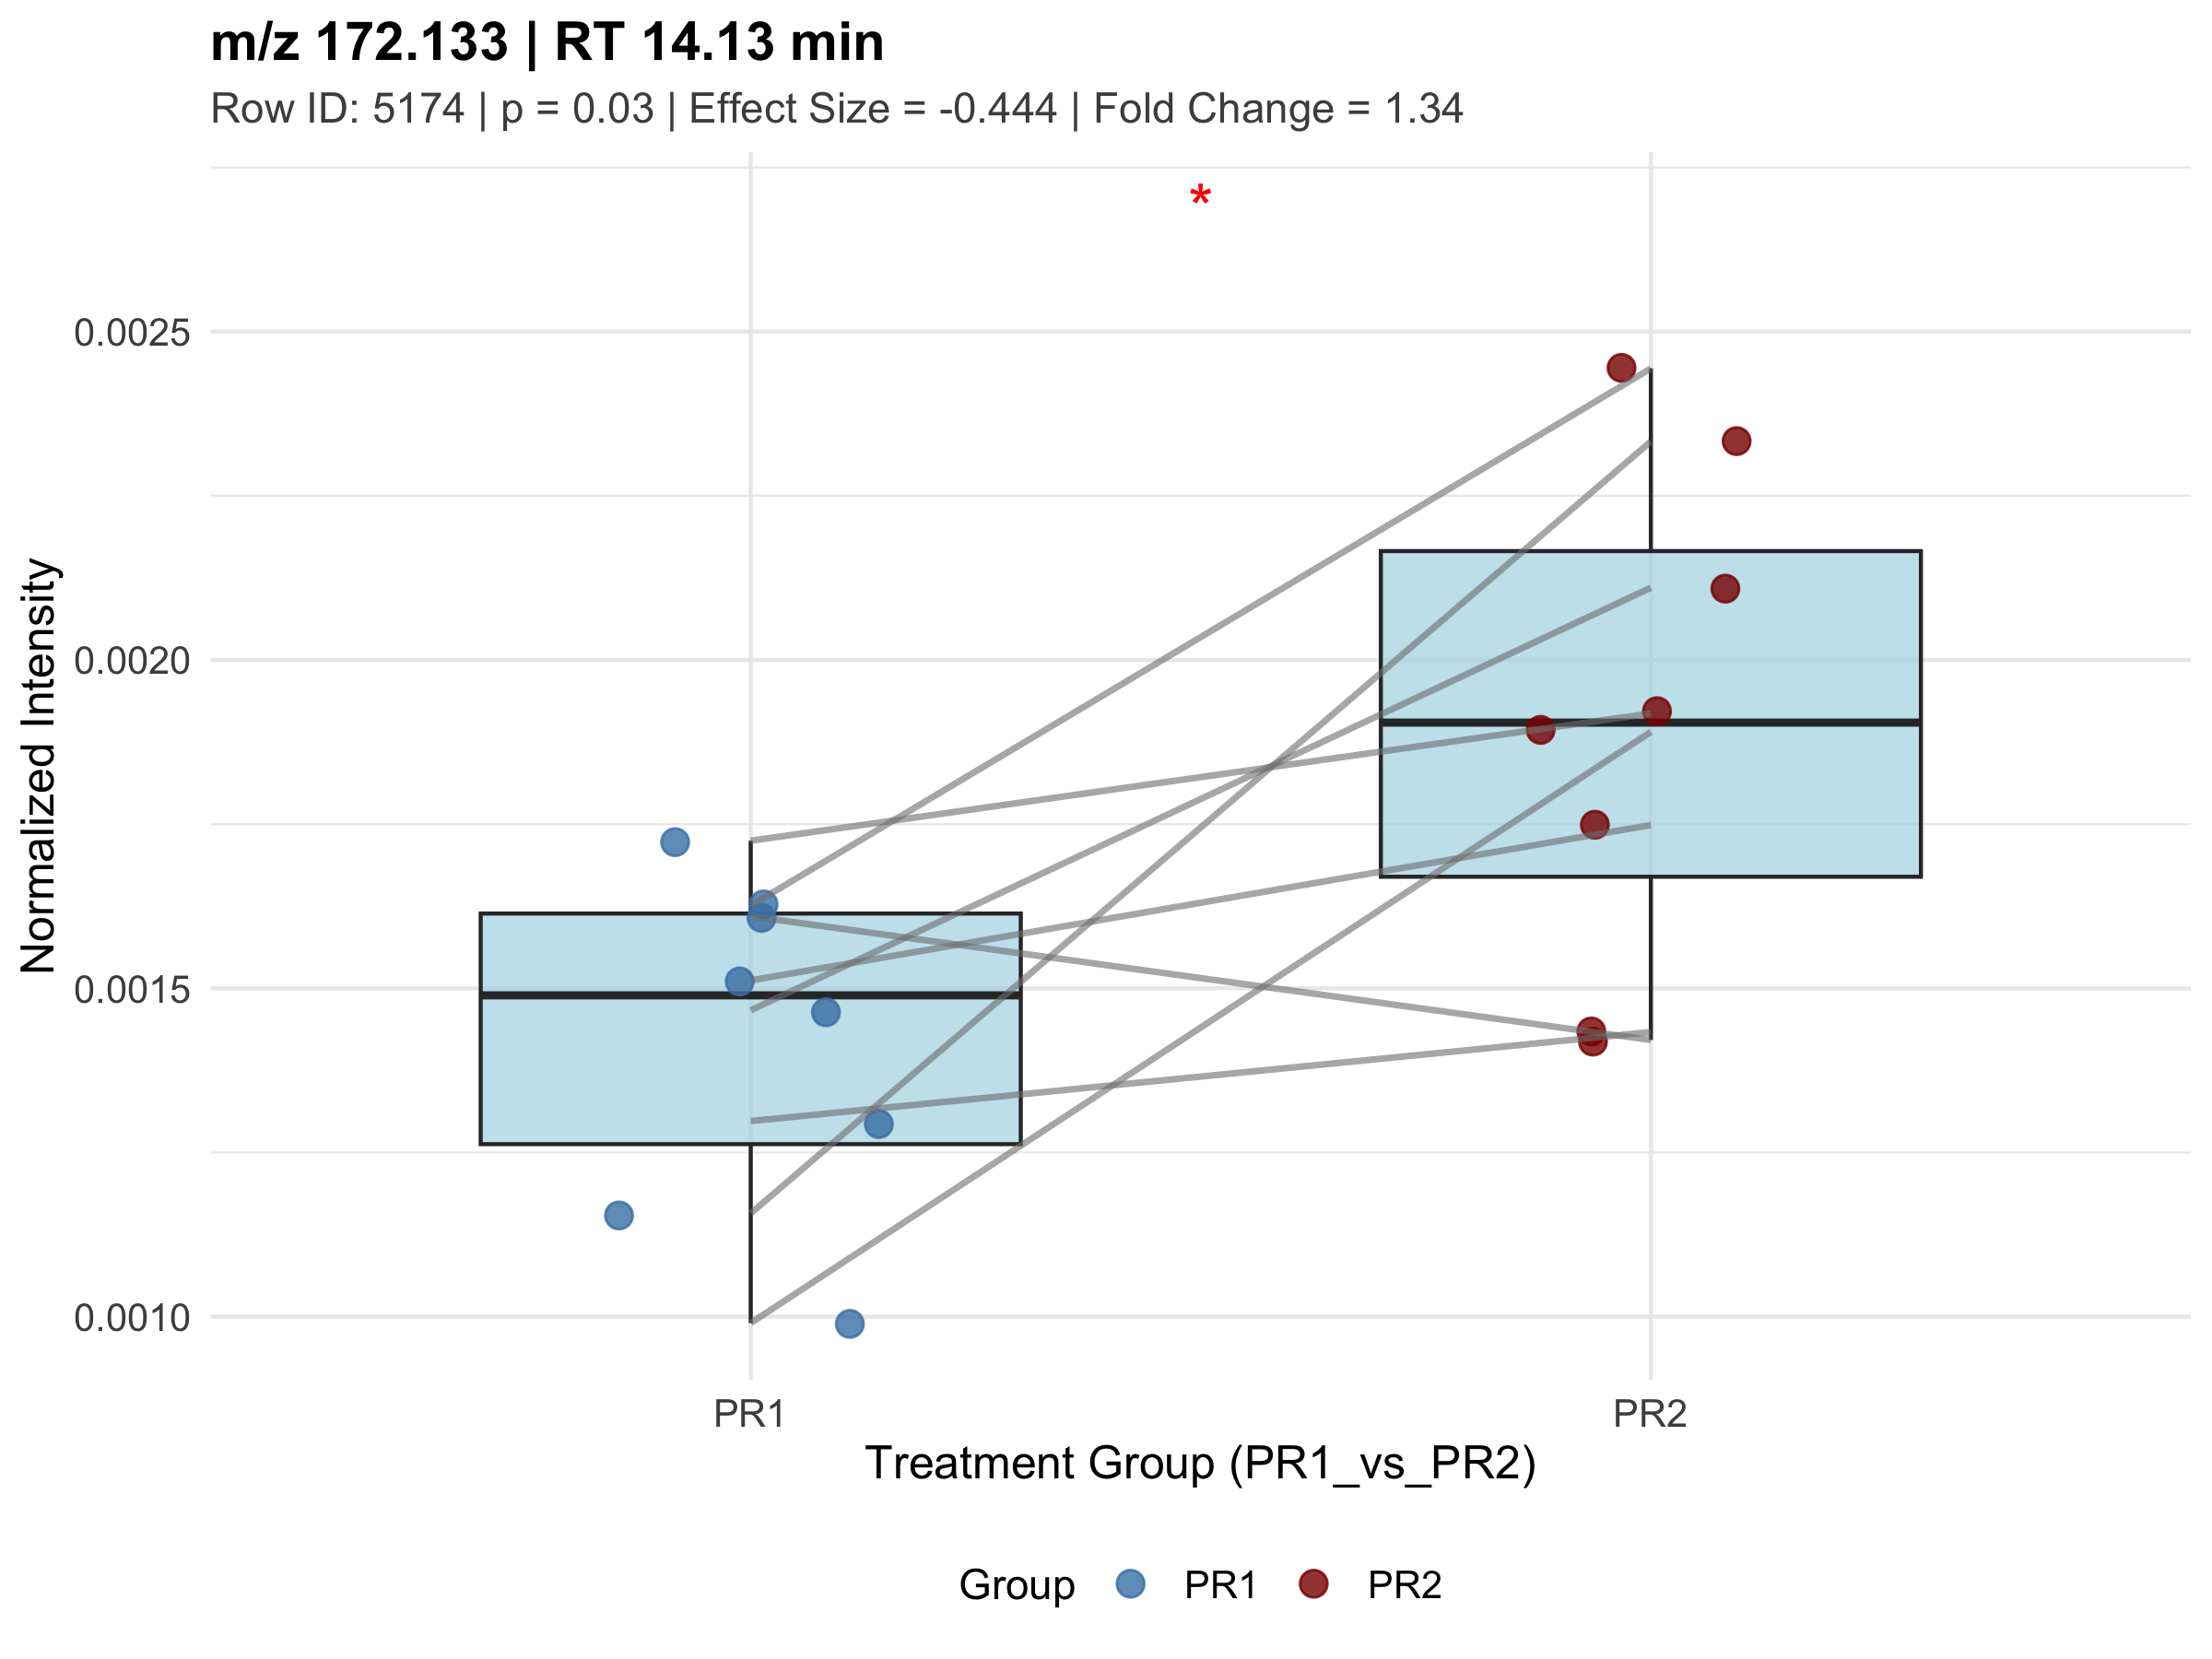 m/z 172.133 | RT 14.13 min
Row ID: 5174 | p = 0.03 | Effect Size = -0.444 | Fold Change = 1.34
*
Normalized Intensity
0.0025
0.0020
0.0015
0.0010
PR1 PR2
Treatment Group (PR1_vs_PR2)
Group PR1 PR2